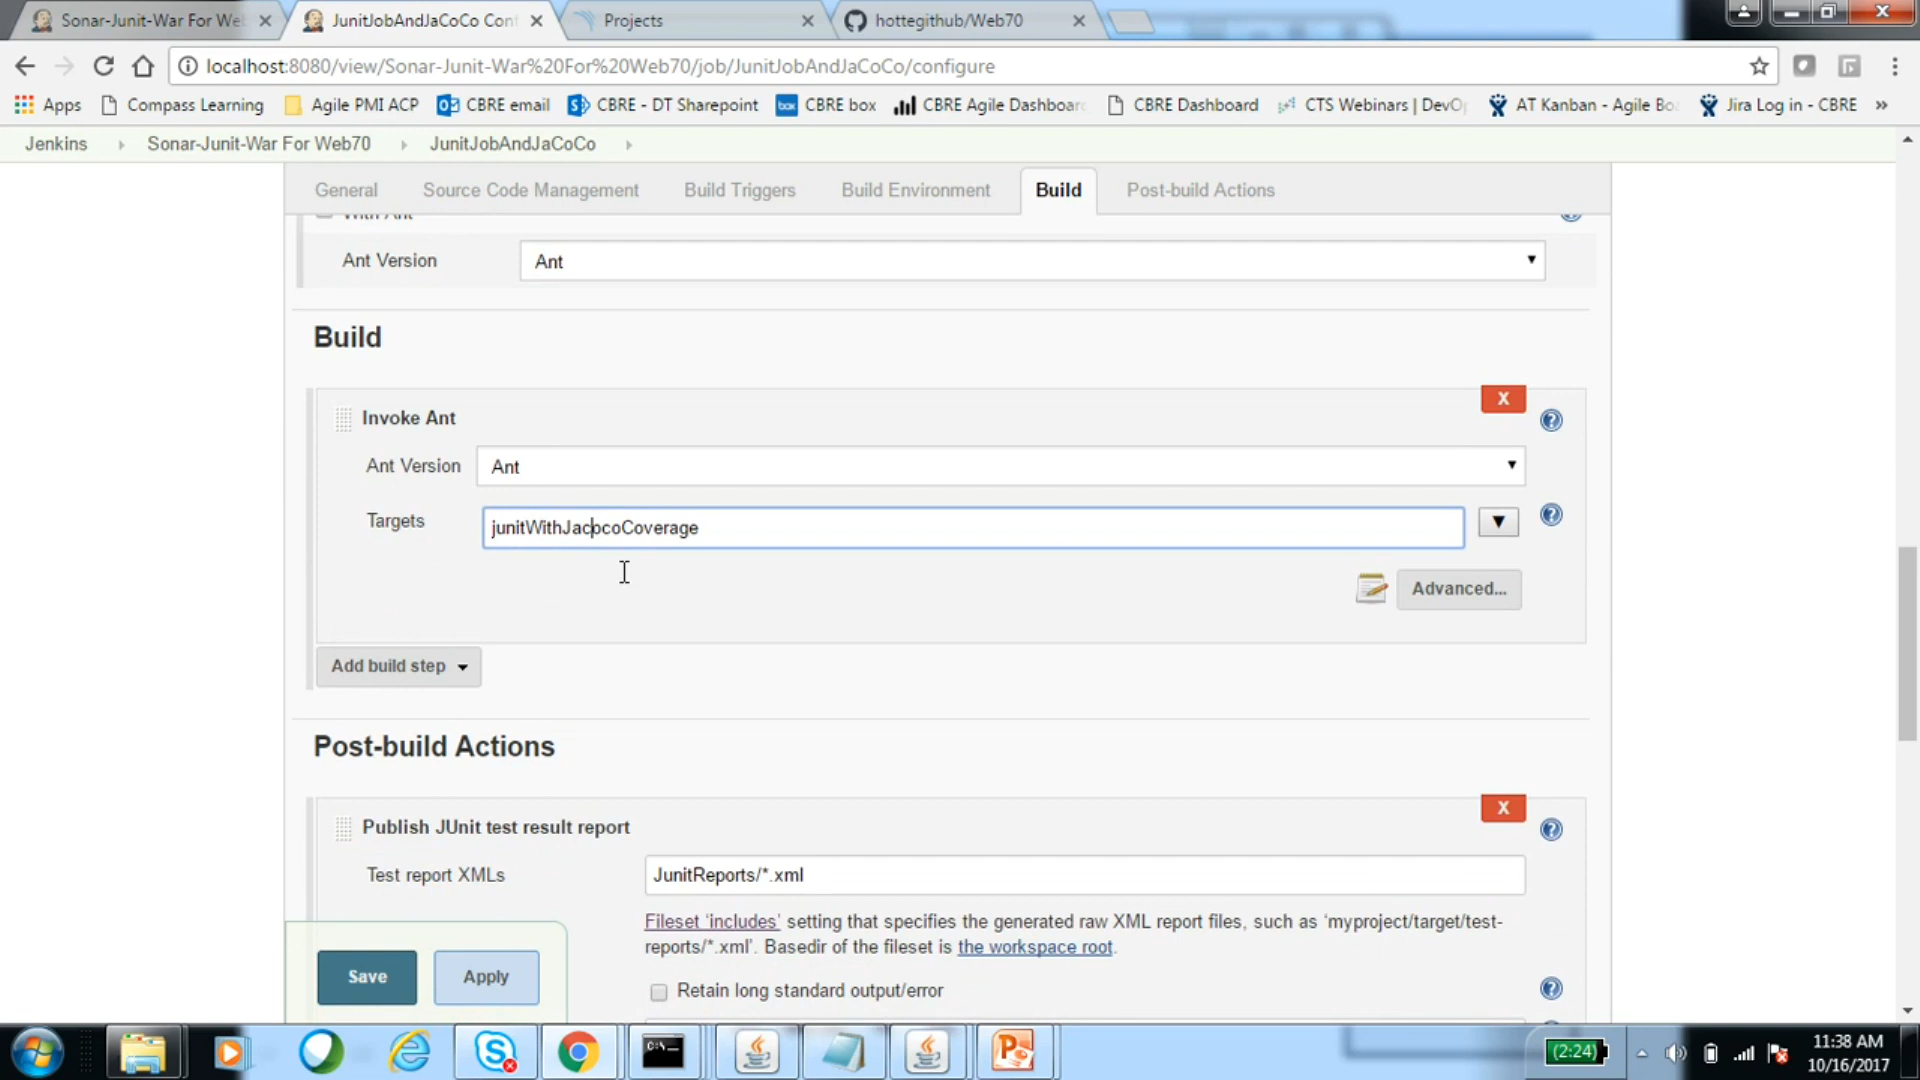 Sonar-Junit-War For We
JunitJobAndJaCoCo Con
Projects
hottegithub/Web70
localhost:8080/view/Sonar-Junit-War%20For%20Web70/job/JunitJobAndJaCoCo/configure
Apps
Compass Learning
Agile PMI ACP
CBRE email
CBRE - DT Sharepoint
box
CBRE box
CBRE Agile Dashboar
CBRE Dashboard
CTS Webinars | DevO
AT Kanban - Agile Bo
Jira Log in - CBRE
»
Jenkins
Sonar-Junit-War For Web70
JunitJobAndJaCoCo
General
Source Code Management
Build Triggers
Build Environment
Build
Post-build Actions
With Ant
Ant Version
Ant
Build
X
Invoke Ant
Ant Version
Ant
Targets
junitWithJacocoCoverage
Advanced...
Add build step
Post-build Actions
X
Publish JUnit test result report
Test report XMLs
JunitReports/*.xml
Fileset ‘includes’ setting that specifies the generated raw XML report files, such as ‘myproject/target/test-
reports/*.xml’. Basedir of the fileset is the workspace root.
Save
Apply
Retain long standard output/error
(2:24)
11:38 AM
10/16/2017